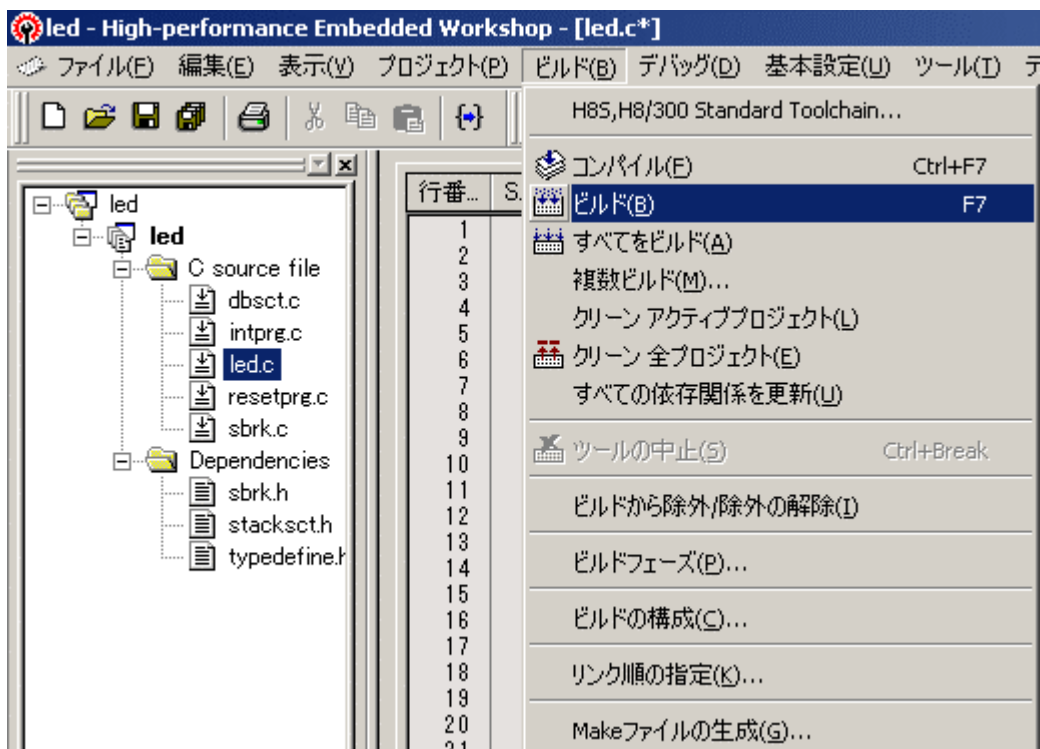 led - High-performance Embedded Workshop - [led.c*]
ファイル(F) 編集(E) 表示(V) プロジェクト(P) ビルド(B) デバッグ(D) 基本設定(U) ツール(T) デ
H8S,H8/300 Standard Toolchain...
コンパイル(F) Ctrl+F7
ビルド(B) F7
すべてをビルド(A)
複数ビルド(M)...
クリーン アクティブプロジェクト(L)
クリーン 全プロジェクト(E)
すべての依存関係を更新(U)
ツールの中止(S) Ctrl+Break
ビルドから除外/除外の解除(I)
ビルドフェーズ(P)...
ビルドの構成(C)...
リンク順の指定(K)...
Makeファイルの生成(G)...
led
led
C source file
dbsct.c
intprg.c
led.c
resetprg.c
sbrk.c
Dependencies
sbrk.h
stacksct.h
typedefine.h
行番... S.
1
2
3
4
5
6
7
8
9
10
11
12
13
14
15
16
17
18
19
20
21